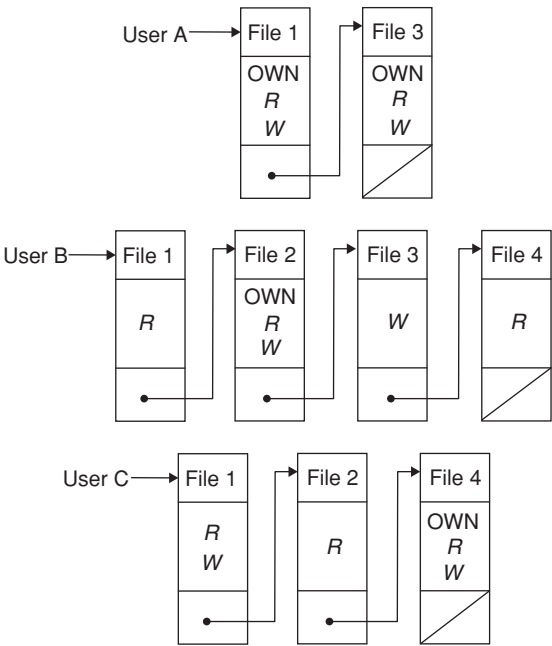 User A File 1 File 3
OWN OWN
R R
W W
User B File 1 File 2 File 3 File 4
R OWN W R
R
W
User C File 1 File 2 File 4
R R OWN
W R
W